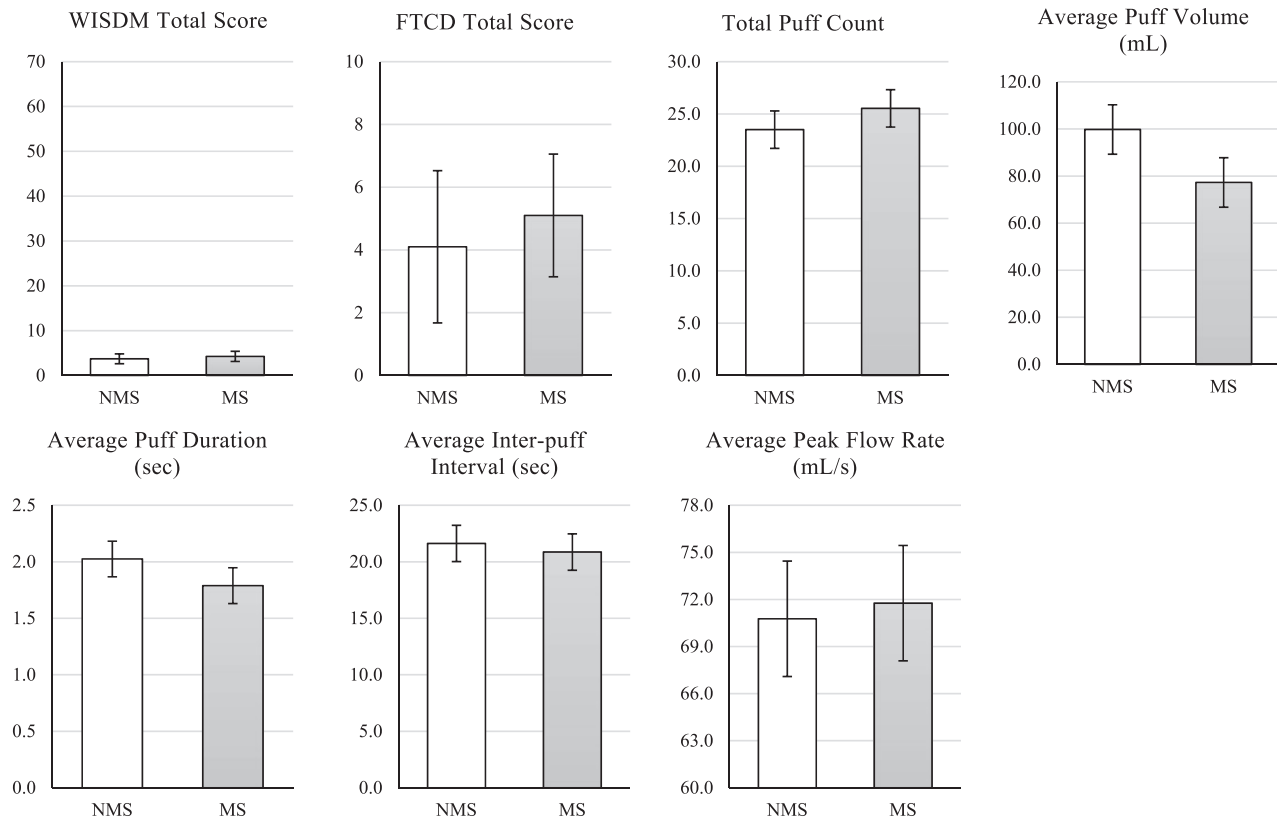 WISDM Total Score
70
60
50
40
30
20
10
0
NMS MS
FTCD Total Score
10
8
6
4
2
0
NMS MS
Total Puff Count
30.0
25.0
20.0
15.0
10.0
5.0
0.0
NMS MS
Average Puff Volume
(mL)
120.0
100.0
80.0
60.0
40.0
20.0
0.0
NMS MS
Average Puff Duration
(sec)
2.5
2.0
1.5
1.0
0.5
0.0
NMS MS
Average Inter-puff
Interval (sec)
25.0
20.0
15.0
10.0
5.0
0.0
NMS MS
Average Peak Flow Rate
(mL/s)
78.0
75.0
72.0
69.0
66.0
63.0
60.0
NMS MS